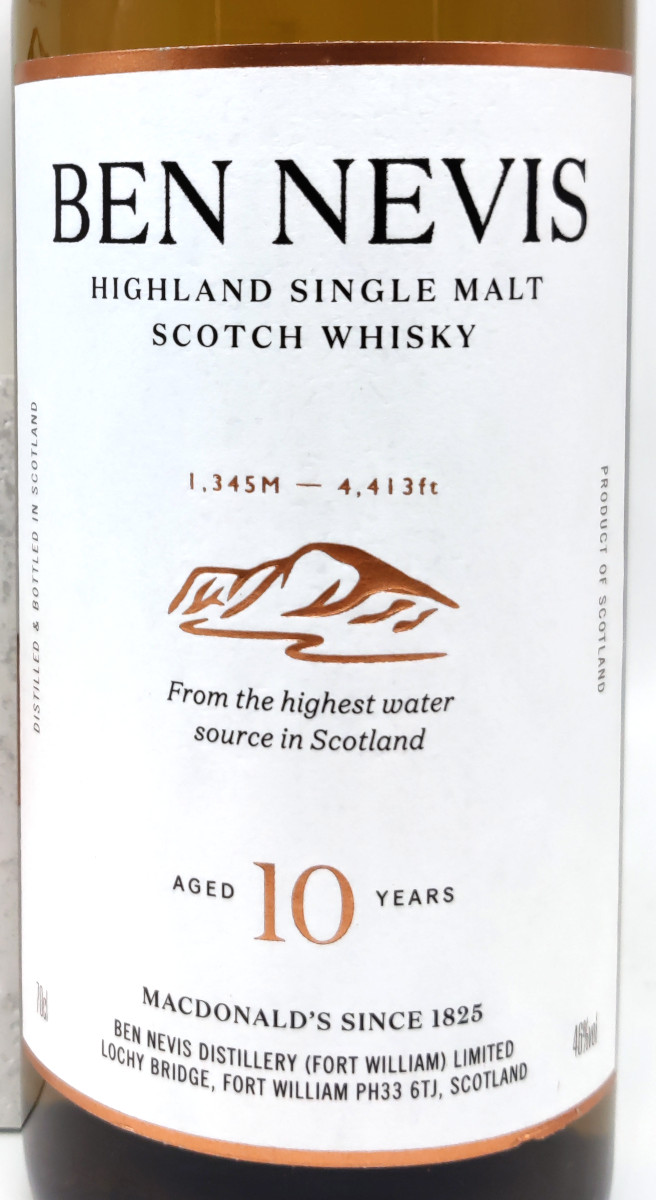 BEN NEVIS
HIGHLAND SINGLE MALT
SCOTCH WHISKY
1,345M — 4,413ft
DISTILLED & BOTTLED IN SCOTLAND
PRODUCT OF SCOTLAND
From the highest water
source in Scotland
AGED 10 YEARS
70cl
46%vol
MACDONALD'S SINCE 1825
BEN NEVIS DISTILLERY (FORT WILLIAM) LIMITED
LOCHY BRIDGE, FORT WILLIAM PH33 6TJ, SCOTLAND